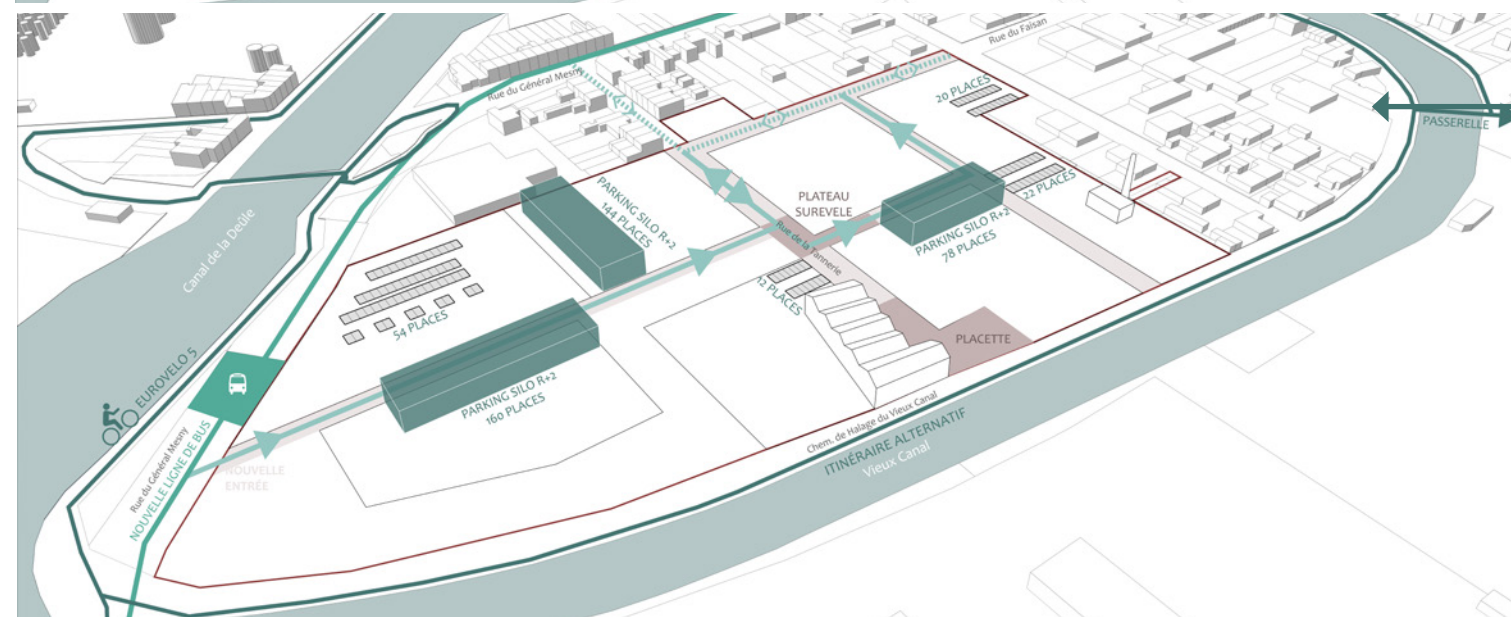 Rue du Faisan
Rue du Général Mesny
20 PLACES
PASSERELLE
PARKING SILO R+2
144 PLACES
PLATEAU
SUREVELE
22 PLACES
PARKING SILO R+2
78 PLACES
Rue de la Tannerie
Canal de la Deûle
12 PLACES
54 PLACES
PLACETTE
EUROVELO 5
PARKING SILO R+2
160 PLACES
Chem. de Halage du Vieux Canal
ITINÉRAIRE ALTERNATIF
Vieux Canal
Rue du Général Mesny
NOUVELLE LIGNE DE BUS
NOUVELLE
ENTRÉE